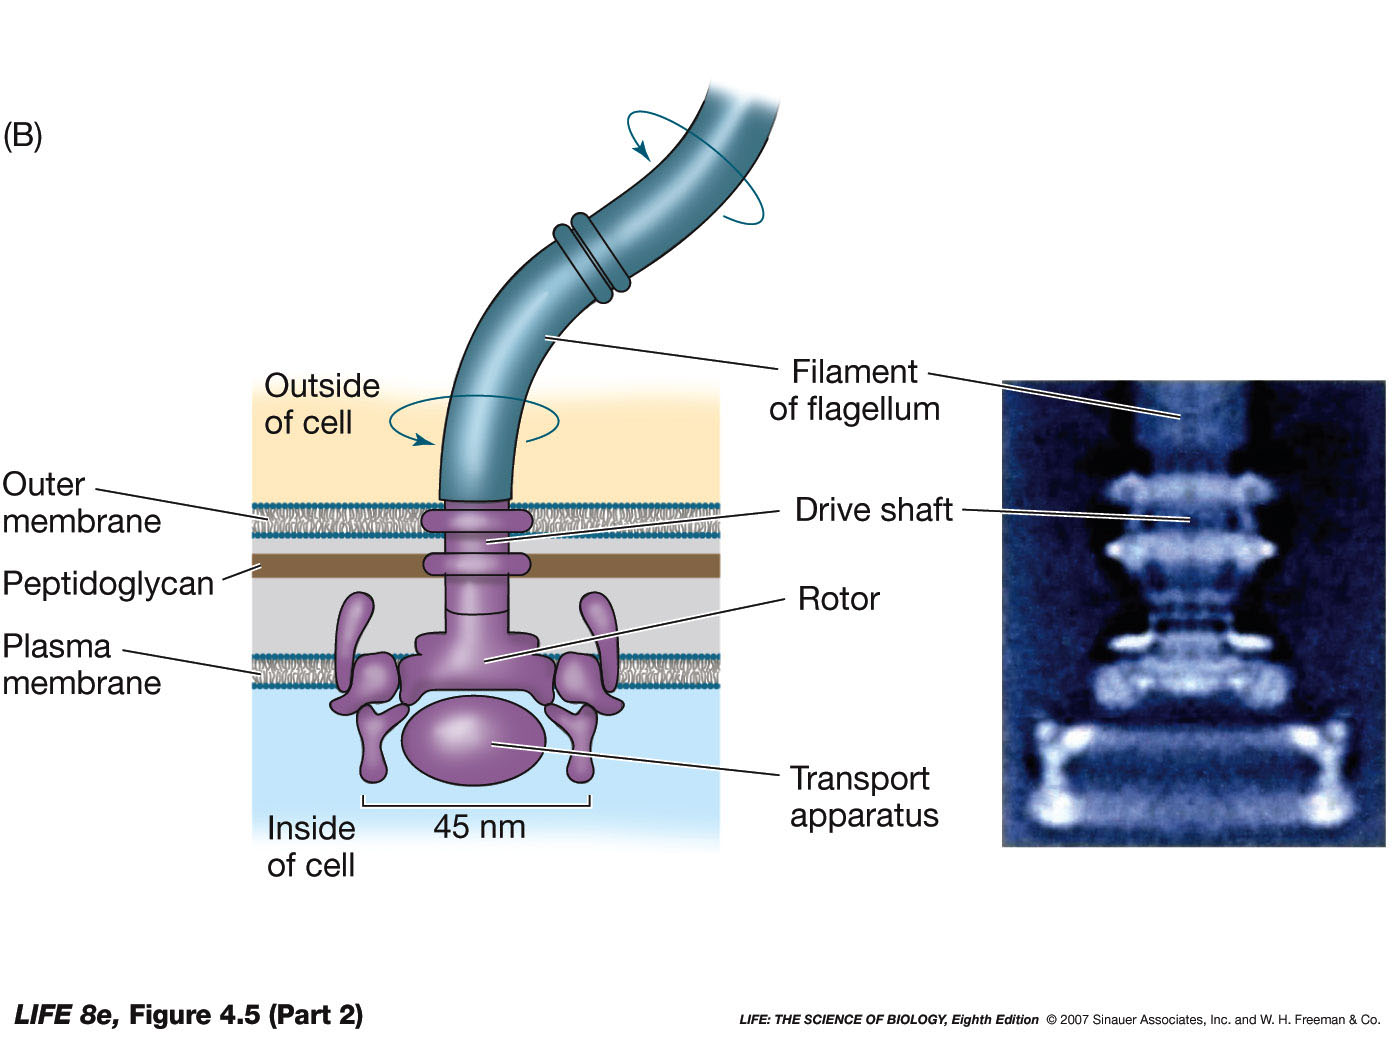 (B)
Outside
of cell
Filament
of flagellum
Outer
membrane
Drive shaft
Peptidoglycan
Rotor
Plasma
membrane
Transport
apparatus
45 nm
Inside
of cell
LIFE 8e, Figure 4.5 (Part 2)
LIFE: THE SCIENCE OF BIOLOGY, Eighth Edition © 2007 Sinauer Associates, Inc. and W. H. Freeman & Co.